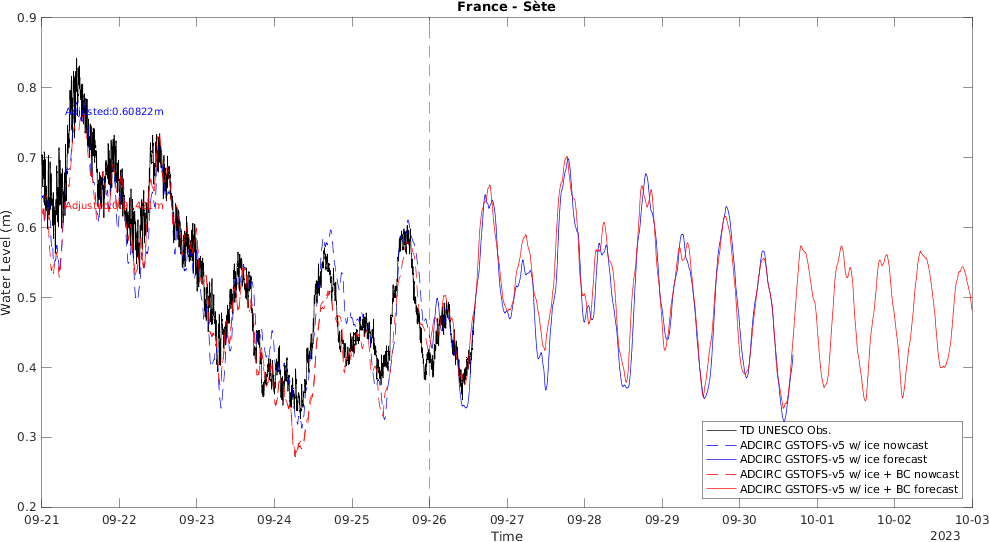 France - Sète
0.9
0.8
0.7
0.6
0.5
0.4
0.3
0.2
Water Level (m)
Adjusted:0.60822m
TD UNESCO Obs.
ADCIRC GSTOFS-v5 w/ ice nowcast
ADCIRC GSTOFS-v5 w/ ice forecast
ADCIRC GSTOFS-v5 w/ ice + BC nowcast
ADCIRC GSTOFS-v5 w/ ice + BC forecast
09-21 09-22 09-23 09-24 09-25 09-26 09-27 09-28 09-29 09-30 10-01 10-02 10-03
Time
2023